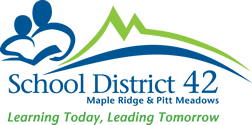 School District 42
Maple Ridge & Pitt Meadows
Learning Today, Leading Tomorrow